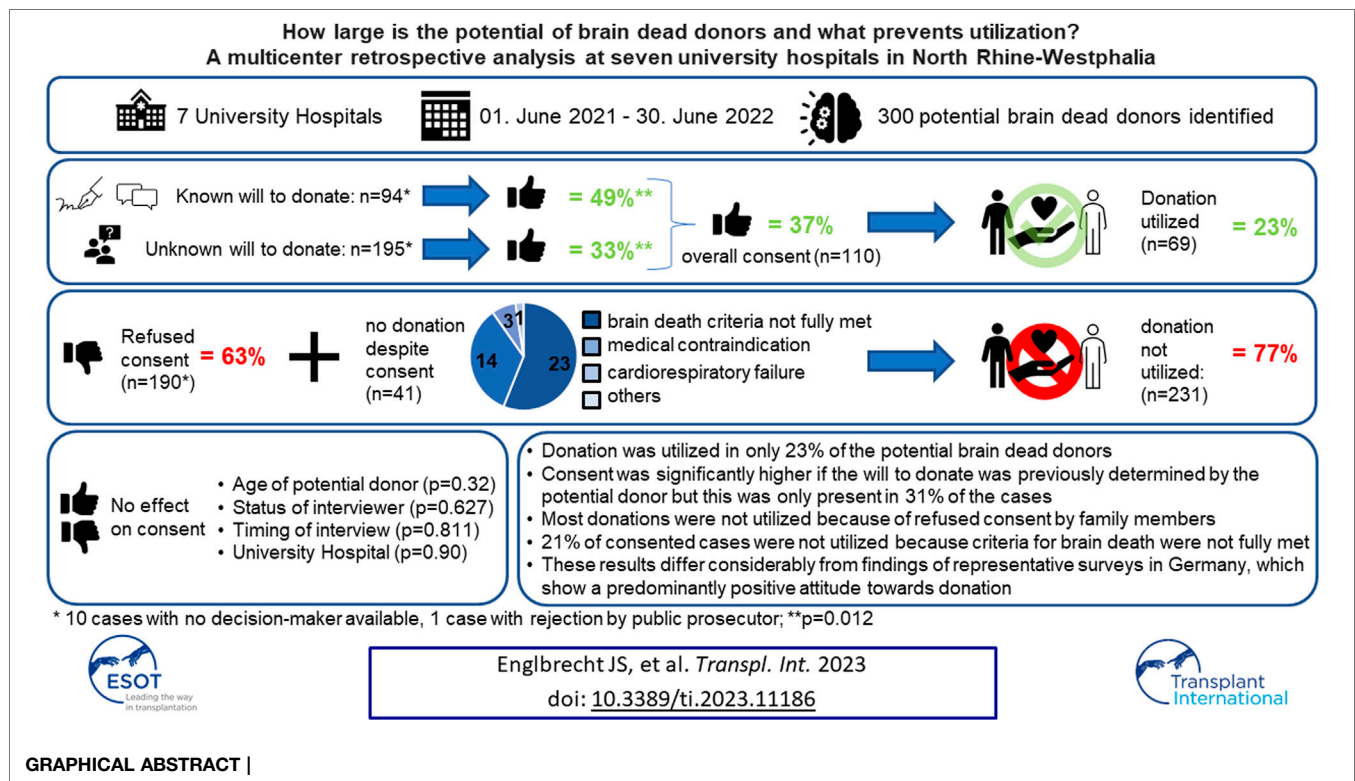 How large is the potential of brain dead donors and what prevents utilization?
A multicenter retrospective analysis at seven university hospitals in North Rhine-Westphalia
7 University Hospitals
01. June 2021 - 30. June 2022
300 potential brain dead donors identified
Known will to donate: n=94*
= 49%**
?
Unknown will to donate: n=195*
= 33%**
= 37%
overall consent (n=110)
Donation
utilized
(n=69)
= 23%
Refused
consent
(n=190*)
= 63%
no donation
despite
consent
(n=41)
3
1
14
23
brain death criteria not fully met
medical contraindication
cardiorespiratory failure
others
donation
not
utilized:
(n=231)
= 77%
No effect
on consent
• Age of potential donor (p=0.32)
• Status of interviewer (p=0.627)
• Timing of interview (p=0.811)
• University Hospital (p=0.90)
• Donation was utilized in only 23% of the potential brain dead donors
• Consent was significantly higher if the will to donate was previously determined by the
potential donor but this was only present in 31% of the cases
• Most donations were not utilized because of refused consent by family members
• 21% of consented cases were not utilized because criteria for brain death were not fully met
• These results differ considerably from findings of representative surveys in Germany, which
show a predominantly positive attitude towards donation
* 10 cases with no decision-maker available, 1 case with rejection by public prosecutor; **p=0.012
ESOT
Leading the way
in transplantation
Englbrecht JS, et al. Transpl. Int. 2023
doi: 10.3389/ti.2023.11186
Transplant
International
GRAPHICAL ABSTRACT |